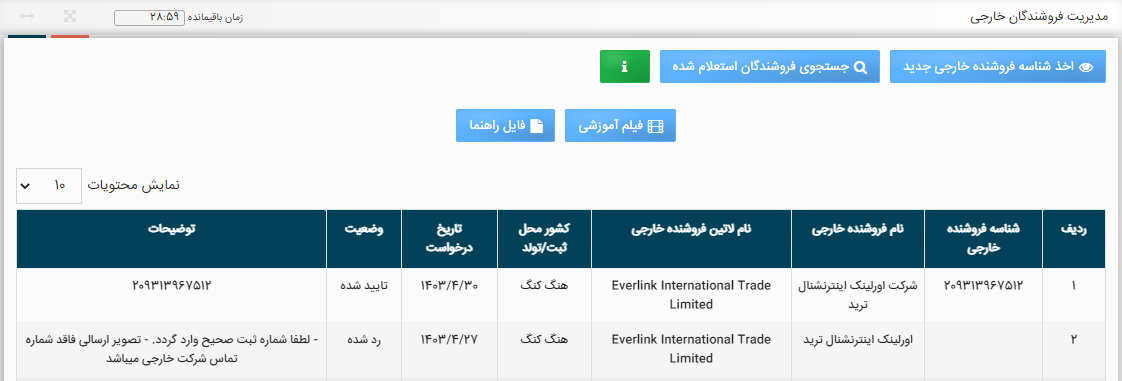 مدیریت فروشندگان خارجی
زمان باقیمانده ۲۸:۵۹
اخذ شناسه فروشنده خارجی جدید
جستجوی فروشندگان استعلام شده
i
فیلم آموزشی
فایل راهنما
نمایش محتویات ۱۰
ردیف
شناسه فروشنده
خارجی
نام فروشنده خارجی
نام لاتین فروشنده خارجی
کشور محل
ثبت/تولد
تاریخ
درخواست
وضعیت
توضیحات
۱
۲۰۹۳۱۳۹۶۷۵۱۲
شرکت اورلینک اینترنشنال
ترید
Everlink International Trade
Limited
هنگ کنگ
۱۴۰۳/۴/۳۰
تایید شده
۲۰۹۳۱۳۹۶۷۵۱۲
۲
اورلینک اینترنشنال ترید
Everlink International Trade
Limited
هنگ کنگ
۱۴۰۳/۴/۲۷
رد شده
- لطفا شماره ثبت صحیح وارد گردد. - تصویر ارسالی فاقد شماره
تماس شرکت خارجی میباشد